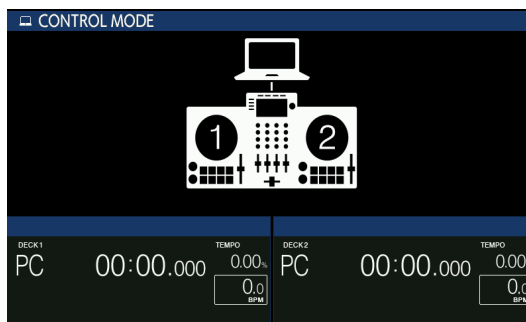 CONTROL MODE
1 2
DECK1 TEMPO DECK2 TEMPO
PC 00:00.000 0.00% PC 00:00.000 0.00
0.0 0.0
BPM BPM